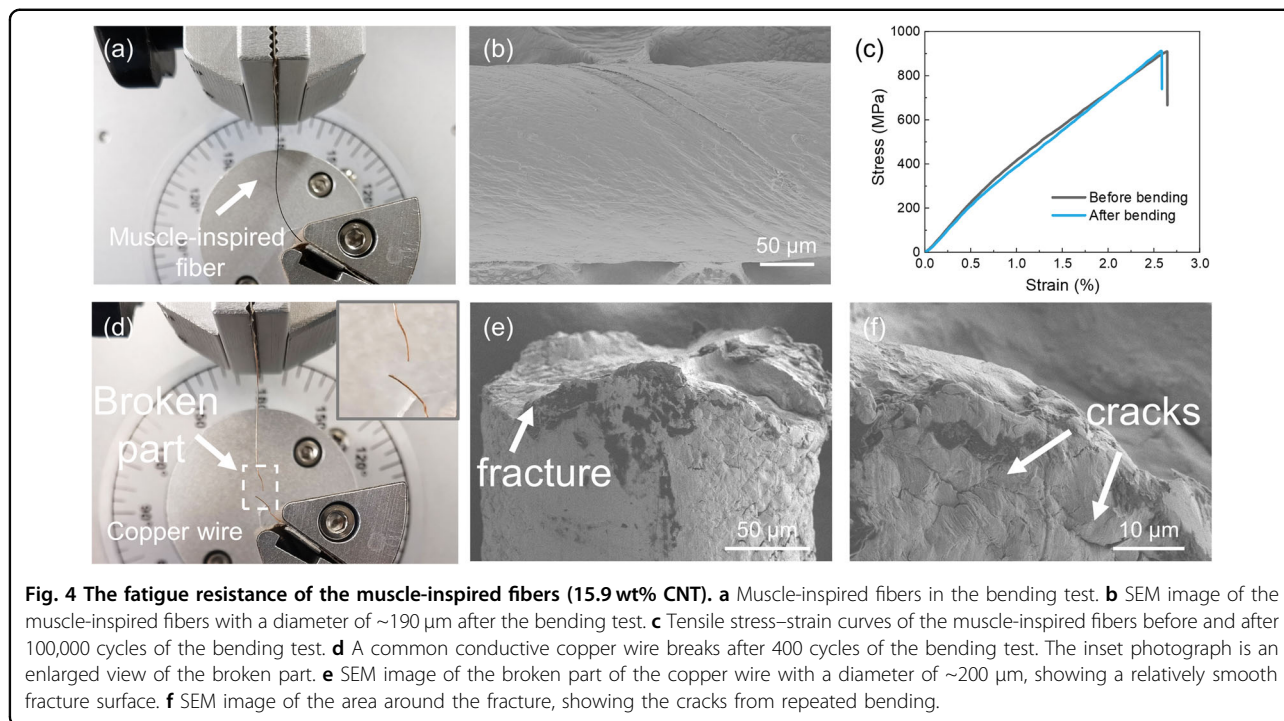 (a)
Muscle-inspired
fiber
(b)
50 µm
(c)
1000
800
600
400
200
0
Stress (MPa)
Before bending
After bending
0.0 0.5 1.0 1.5 2.0 2.5 3.0
Strain (%)
(d)
Broken
part
Copper wire
(e)
fracture
50 µm
(f)
cracks
10 µm
Fig. 4 The fatigue resistance of the muscle-inspired fibers (15.9 wt% CNT). a Muscle-inspired fibers in the bending test. b SEM image of the
muscle-inspired fibers with a diameter of ~190 µm after the bending test. c Tensile stress–strain curves of the muscle-inspired fibers before and after
100,000 cycles of the bending test. d A common conductive copper wire breaks after 400 cycles of the bending test. The inset photograph is an
enlarged view of the broken part. e SEM image of the broken part of the copper wire with a diameter of ~200 µm, showing a relatively smooth
fracture surface. f SEM image of the area around the fracture, showing the cracks from repeated bending.